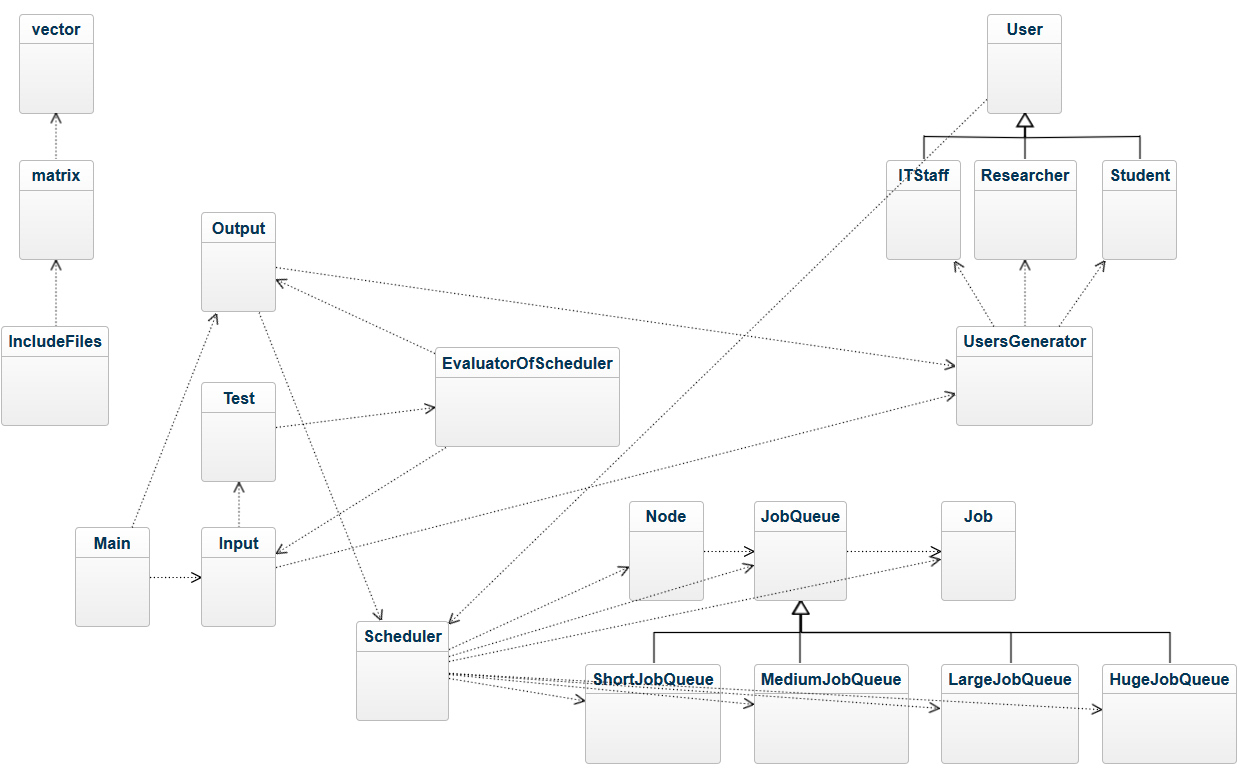 vector
User
matrix
ITStaff
Researcher
Student
Output
IncludeFiles
UsersGenerator
EvaluatorOfScheduler
Test
Node
JobQueue
Job
Main
Input
Scheduler
ShortJobQueue
MediumJobQueue
LargeJobQueue
HugeJobQueue